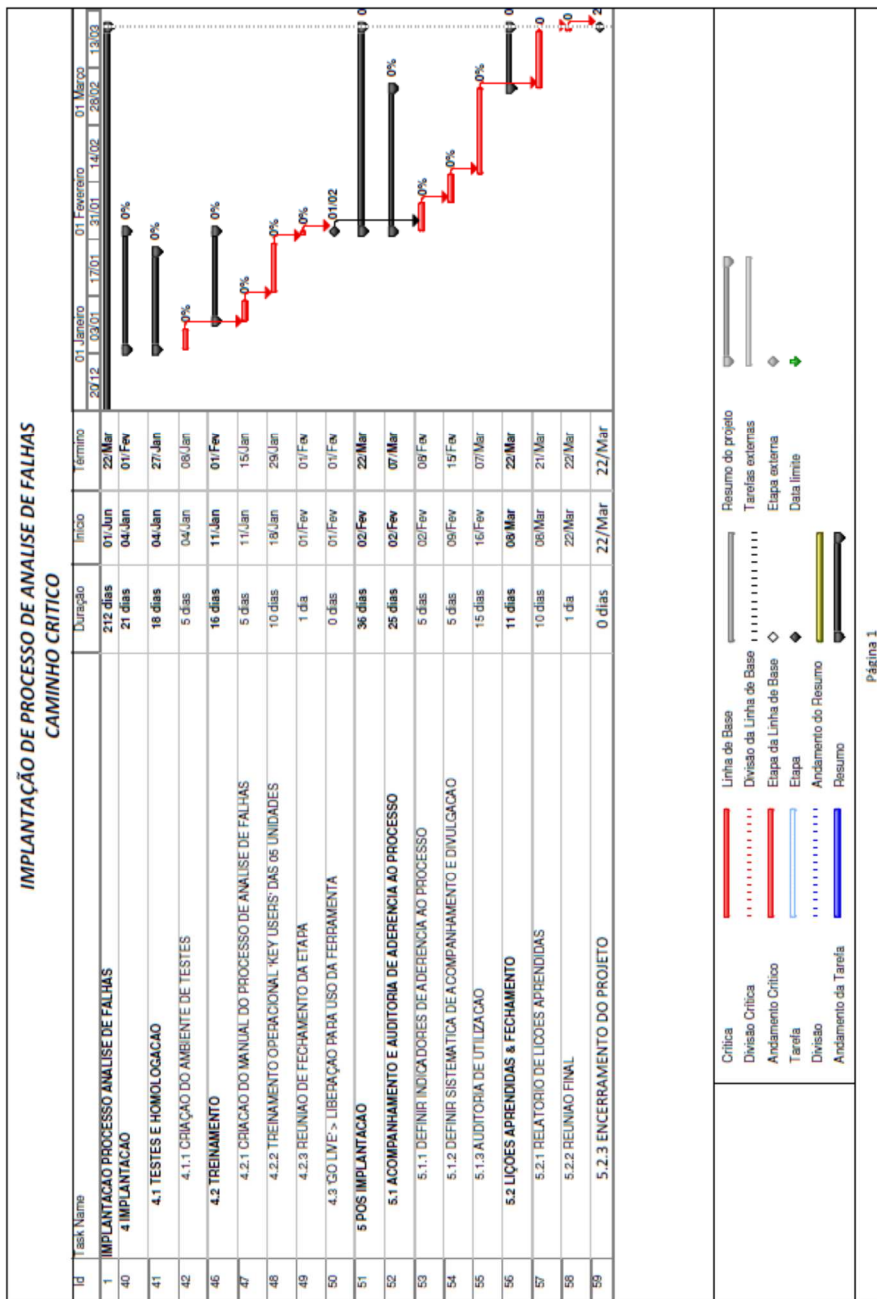 IMPLANTAÇÃO DE PROCESSO DE ANALISE DE FALHAS
CAMINHO CRITICO
Id Task Name Duração Início Término 01 Janeiro 01 Fevereiro 01 Março
20/12 03/01 17/01 31/01 14/02 28/02 13/03
1 IMPLANTACAO PROCESSO ANALISE DE FALHAS 212 dias 01/Jun 22/Mar 0
40 4 IMPLANTACAO 21 dias 04/Jan 01/Fev 0%
41 4.1 TESTES E HOMOLOGACAO 18 dias 04/Jan 27/Jan 0%
42 4.1.1 CRIAÇAO DO AMBIENTE DE TESTES 5 dias 04/Jan 08/Jan 0%
46 4.2 TREINAMENTO 16 dias 11/Jan 01/Fev 0%
47 4.2.1 CRIACAO DO MANUAL DO PROCESSO DE ANALISE DE FALHAS 5 dias 11/Jan 15/Jan 0%
48 4.2.2 TREINAMENTO OPERACIONAL 'KEY USERS' DAS 05 UNIDADES 10 dias 18/Jan 29/Jan 0%
49 4.2.3 REUNIAO DE FECHAMENTO DA ETAPA 1 dia 01/Fev 01/Fev 0%
50 4.3 'GO LIVE' > LIBERAÇÃO PARA USO DA FERRAMENTA 0 dias 01/Fev 01/Fev 01/02
51 5 POS IMPLANTACAO 36 dias 02/Fev 22/Mar 0
52 5.1 ACOMPANHAMENTO E AUDITORIA DE ADERENCIA AO PROCESSO 25 dias 02/Fev 07/Mar 0%
53 5.1.1 DEFINIR INDICADORES DE ADERENCIA AO PROCESSO 5 dias 02/Fev 08/Fev 0%
54 5.1.2 DEFINIR SISTEMATICA DE ACOMPANHAMENTO E DIVULGACAO 5 dias 09/Fev 15/Fev 0%
55 5.1.3 AUDITORIA DE UTILIZACAO 15 dias 16/Fev 07/Mar 0%
56 5.2 LIÇÕES APRENDIDAS & FECHAMENTO 11 dias 08/Mar 22/Mar 0
57 5.2.1 RELATORIO DE LICOES APRENDIDAS 10 dias 08/Mar 21/Mar 0
58 5.2.2 REUNIAO FINAL 1 dia 22/Mar 22/Mar 0
59 5.2.3 ENCERRAMENTO DO PROJETO 0 dias 22/Mar 22/Mar 2
Crítica Linha de Base Resumo do projeto
Divisão Crítica Divisão da Linha de Base Tarefas externas
Andamento Crítico Etapa da Linha de Base Etapa externa
Tarefa Etapa Data limite
Divisão Andamento do Resumo
Andamento da Tarefa Resumo
Página 1